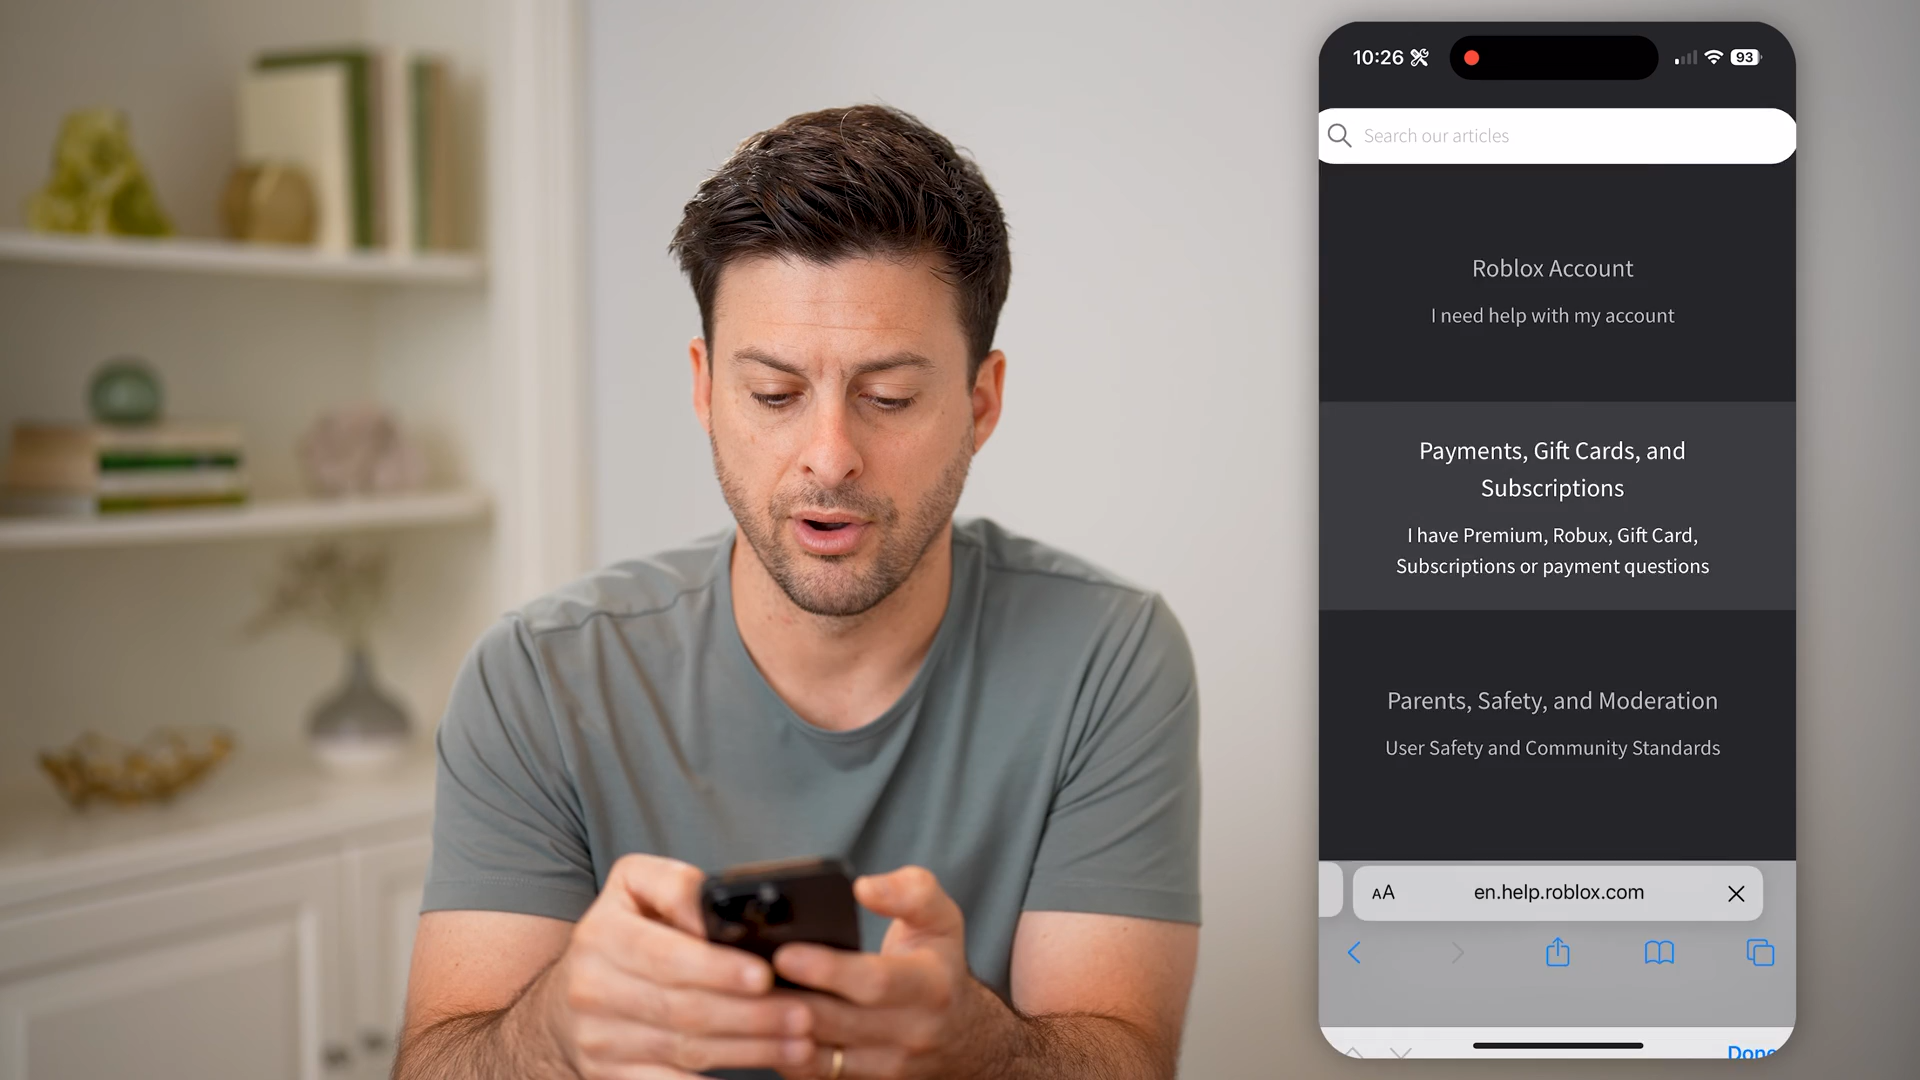 10:26
93
Search our articles
Roblox Account
I need help with my account
Payments, Gift Cards, and
Subscriptions
I have Premium, Robux, Gift Card,
Subscriptions or payment questions
Parents, Safety, and Moderation
User Safety and Community Standards
AA en.help.roblox.com
Done